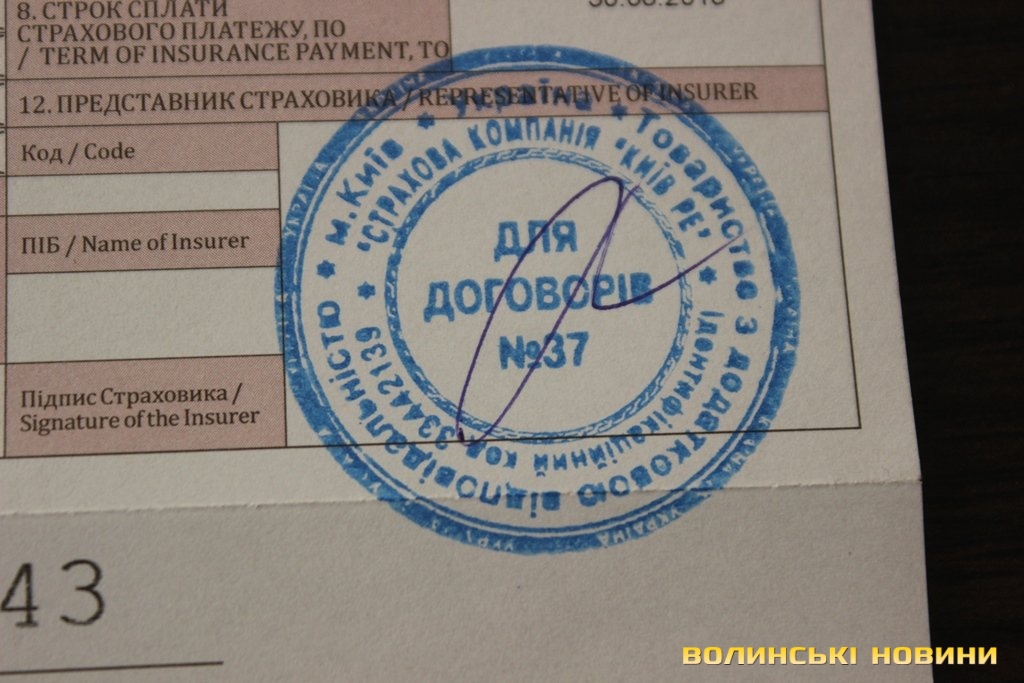 8. СТРОК СПЛАТИ
СТРАХОВОГО ПЛАТЕЖУ, ПО
/ TERM OF INSURANCE PAYMENT, TO
12. ПРЕДСТАВНИК СТРАХОВИКА / REPRESENTATIVE OF INSURER
Код / Code
ПІБ / Name of Insurer
Підпис Страховика /
Signature of the Insurer
* Україна * Товариство з додатковою відповідальністю * м. Київ
"СТРАХОВА КОМПАНІЯ "КИЇВ РЕ" * Ідентифікаційний код 33442139 *
ДЛЯ
ДОГОВОРІВ
№37
УКРАЇНА
43
ВОЛИНСЬКІ НОВИНИ